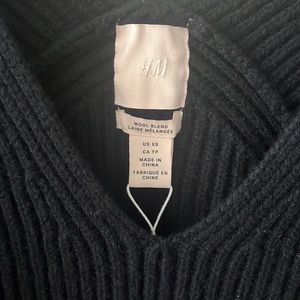 H&M
WOOL BLEND
LAINE MÉLANGÉE
US XS
CA TP
MADE IN
CHINA
FABRIQUÉ EN
CHINE